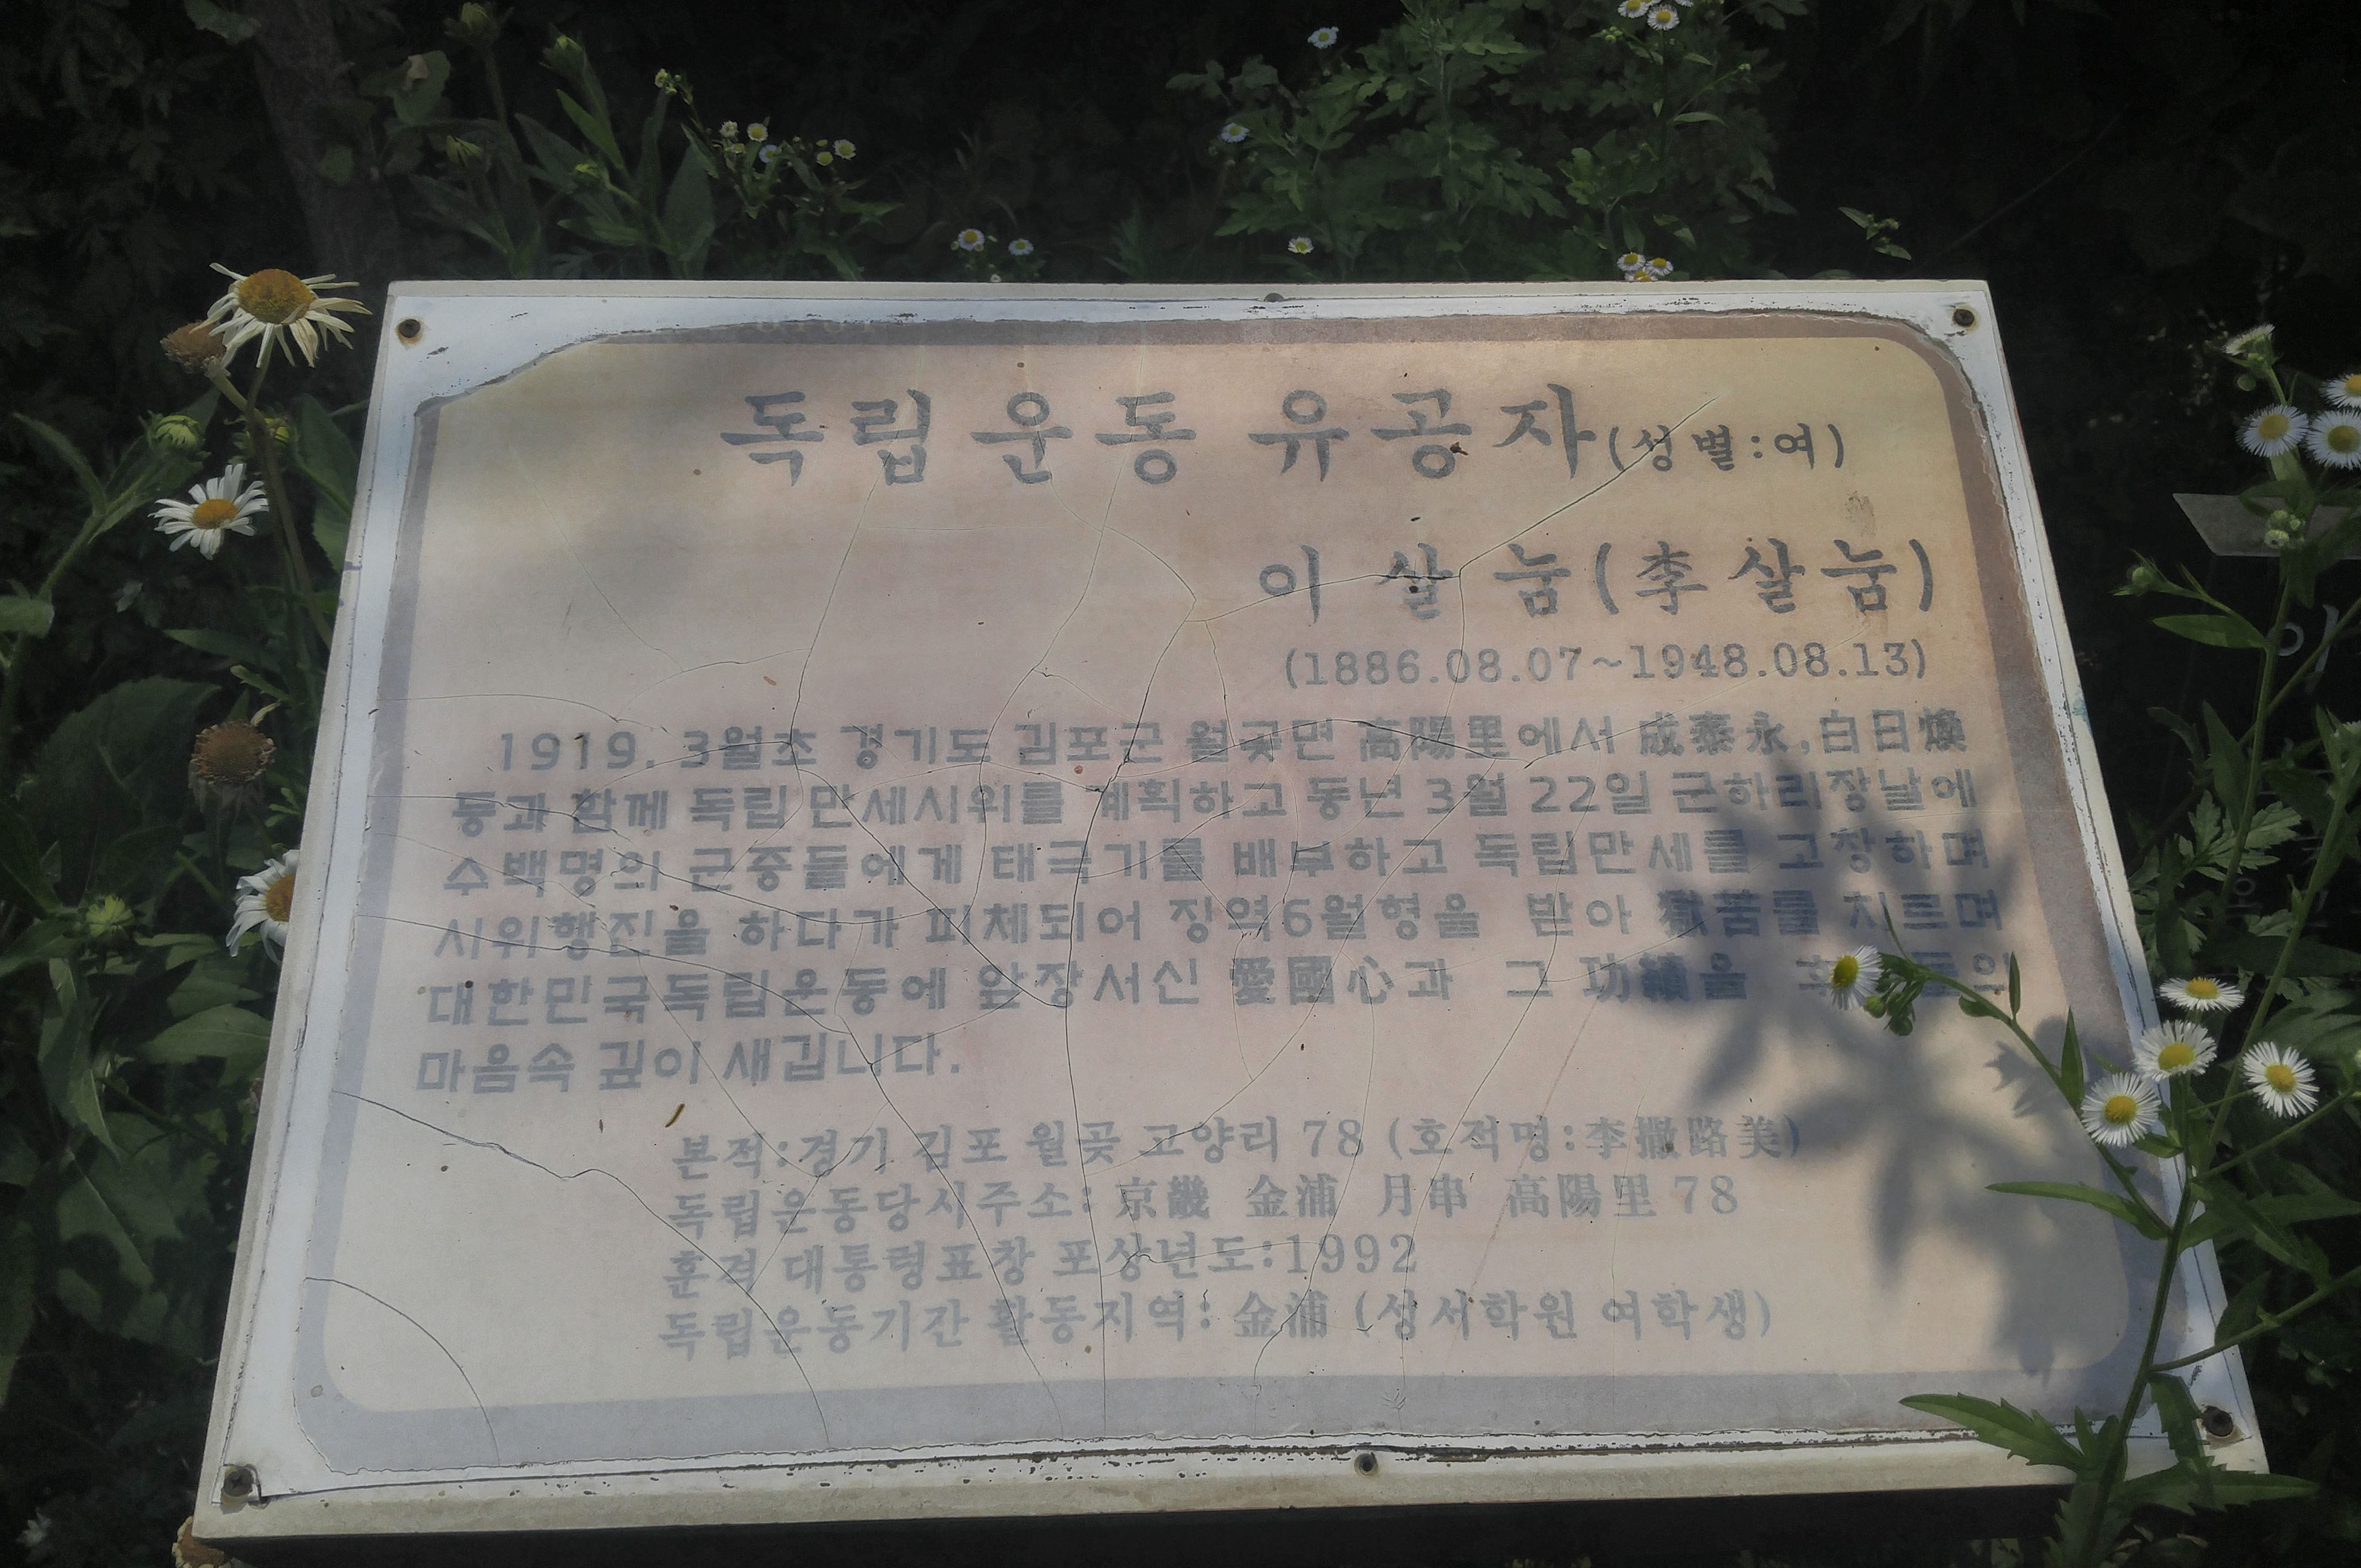 독립운동 유공자(성별:여)
이 살 눔(李살눔)
(1886.08.07~1948.08.13)
1919. 3월초 경기도 김포군 월곶면 高陽里에서 成泰永,白日煥
등과 함께 독립 만세시위를 계획하고 동년 3월 22일 군하리장날에
수백명의 군중들에게 태극기를 배부하고 독립만세를 고창하며
시위행진을 하다가 피체되어 징역6월형을 받아 獄苦를 치르며
대한민국독립운동에 앞장서신 愛國心과 그 功績을
마음속 깊이 새깁니다.
본적:경기 김포 월곶 고양리 78 (호적명:李撒路美)
독립운동당시주소: 京畿 金浦 月串 高陽里 78
훈격 대통령표창 포상년도:1992
독립운동기간 활동지역: 金浦 (성서학원 여학생)